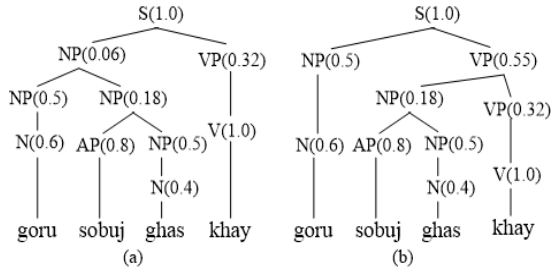 S(1.0) S(1.0)
NP(0.06) VP(0.32) NP(0.5) VP(0.55)
NP(0.5) NP(0.18) NP(0.18) VP(0.32)
N(0.6) AP(0.8) NP(0.5) V(1.0) N(0.6) AP(0.8) NP(0.5)
N(0.4) N(0.4) V(1.0)
goru sobuj ghas khay goru sobuj ghas khay
(a) (b)